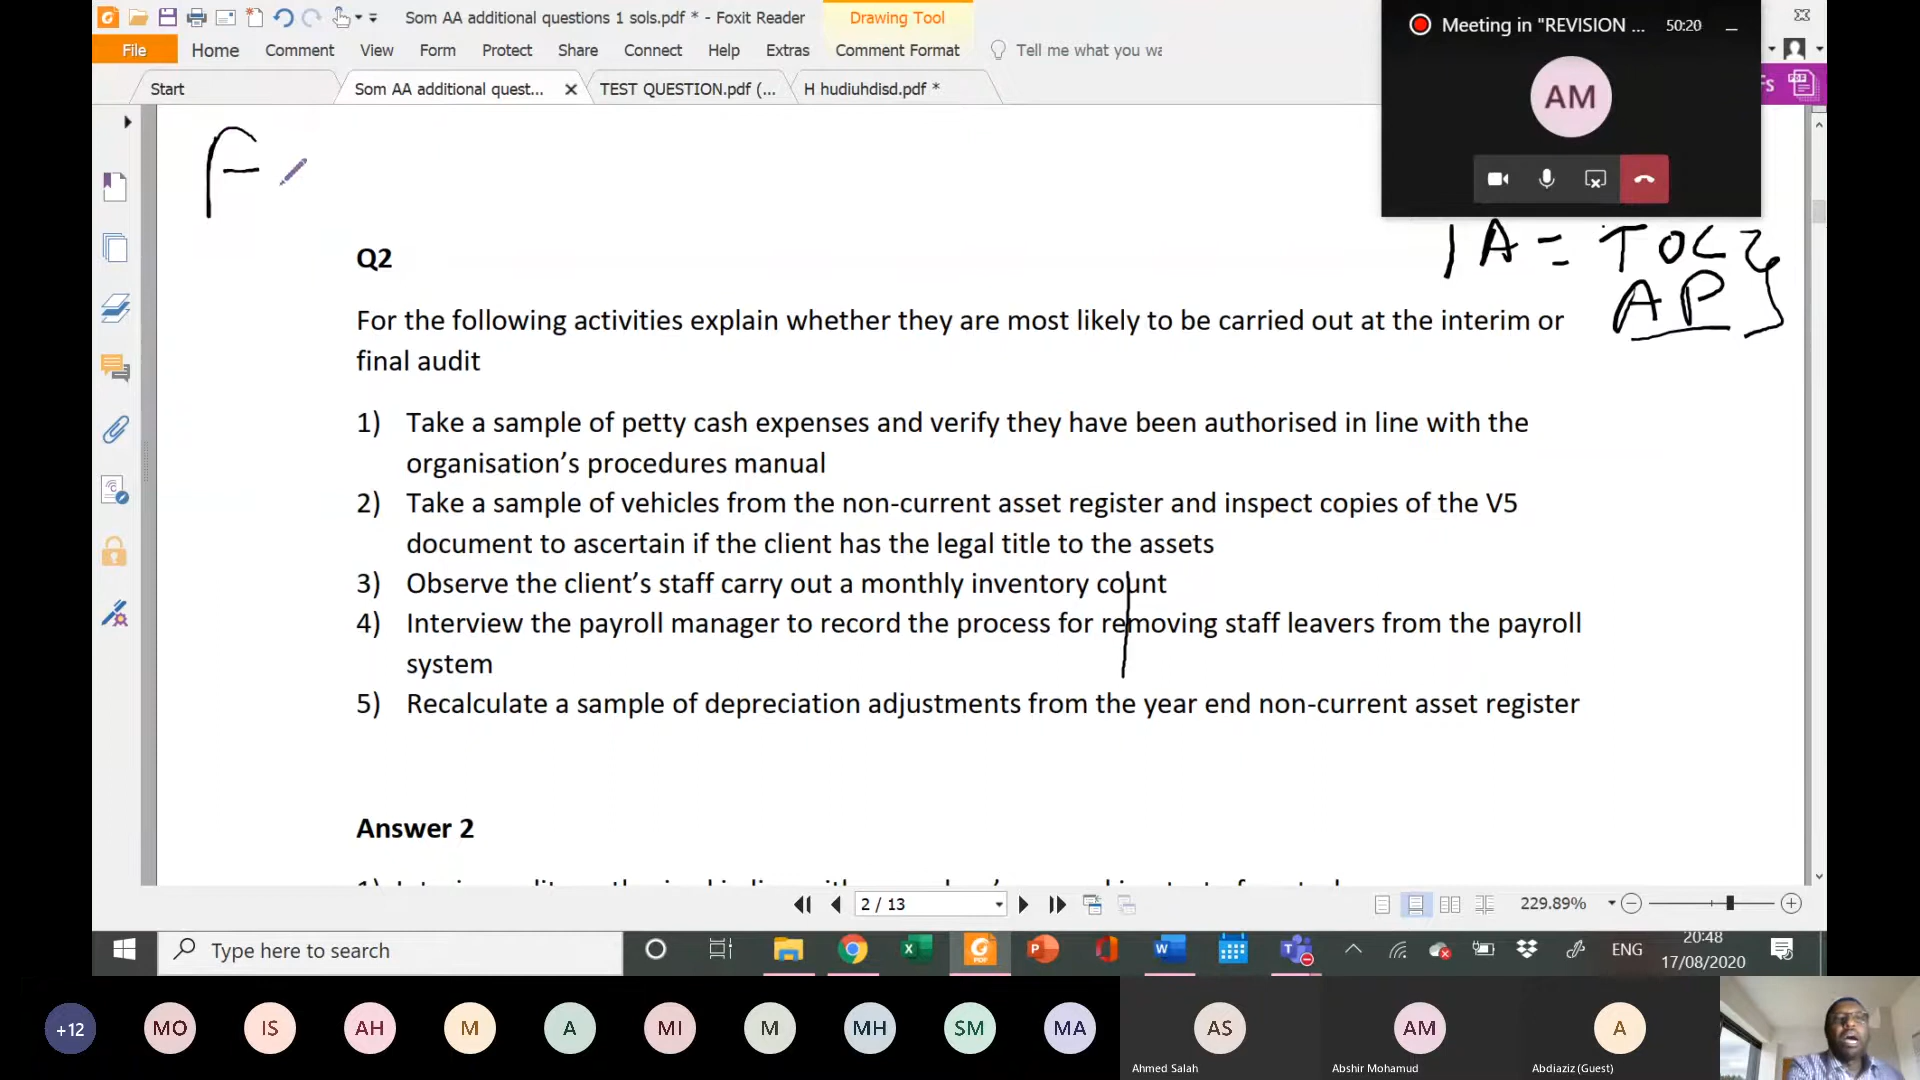 Som AA additional questions 1 sols.pdf * - Foxit Reader
Drawing Tool
Meeting in "REVISION ... 50:20
File Home Comment View Form Protect Share Connect Help Extras Comment Format Tell me what you wa
Start
Som AA additional quest...
TEST QUESTION.pdf (...
H hudiuhdisd.pdf *
AM
F-
IA = TOC
AP
Q2
For the following activities explain whether they are most likely to be carried out at the interim or
final audit
1) Take a sample of petty cash expenses and verify they have been authorised in line with the
organisation's procedures manual
2) Take a sample of vehicles from the non-current asset register and inspect copies of the V5
document to ascertain if the client has the legal title to the assets
3) Observe the client's staff carry out a monthly inventory count
4) Interview the payroll manager to record the process for removing staff leavers from the payroll
system
5) Recalculate a sample of depreciation adjustments from the year end non-current asset register
Answer 2
2 / 13
229.89%
Type here to search
ENG
20:48
17/08/2020
+12 MO IS AH M A MI M MH SM MA AS AM A
Ahmed Salah
Abshir Mohamud
Abdiaziz (Guest)